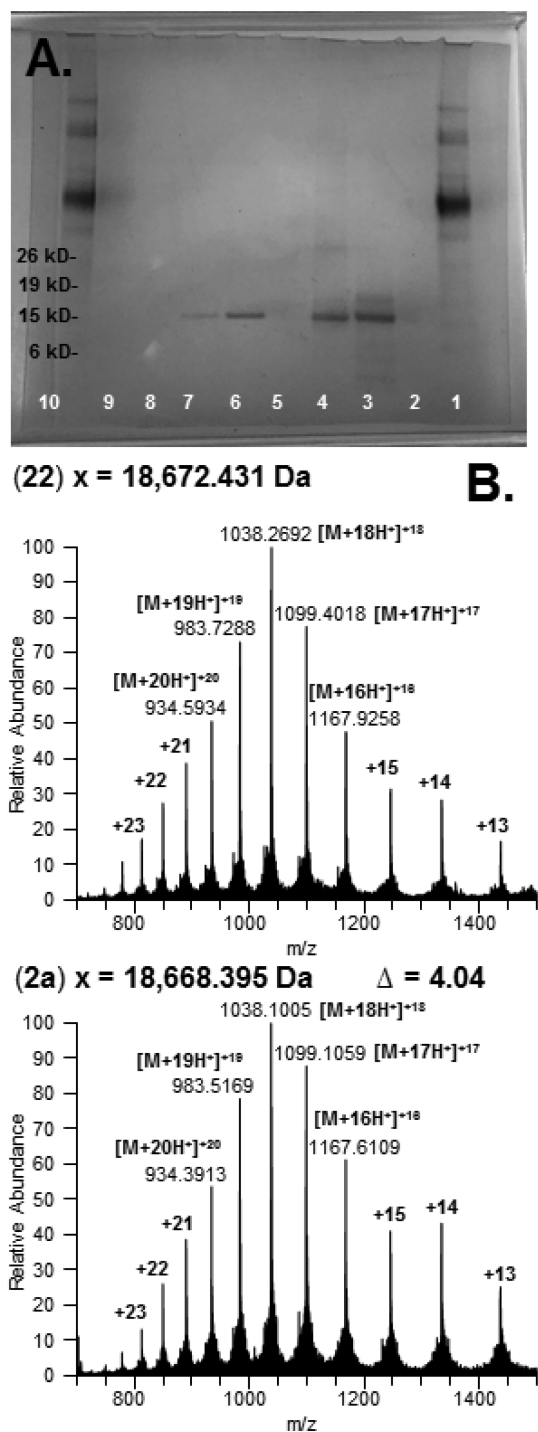 A.
26 kD-
19 kD-
15 kD-
6 kD-
10 9 8 7 6 5 4 3 2 1
(22) x = 18,672.431 Da
B.
1038.2692 [M+18H⁺]⁺¹⁸
[M+19H⁺]⁺¹⁹
983.7288
1099.4018 [M+17H⁺]⁺¹⁷
[M+20H⁺]⁺²⁰
934.5934
[M+16H⁺]⁺¹⁶
1167.9258
+21
+22
+23
+15
+14
+13
Relative Abundance
100
90
80
70
60
50
40
30
20
10
0
800 1000 1200 1400
m/z
(2a) x = 18,668.395 Da Δ = 4.04
1038.1005 [M+18H⁺]⁺¹⁸
[M+19H⁺]⁺¹⁹
983.5169
1099.1059 [M+17H⁺]⁺¹⁷
[M+20H⁺]⁺²⁰
934.3913
[M+16H⁺]⁺¹⁶
1167.6109
+21
+22
+23
+15
+14
+13
Relative Abundance
100
90
80
70
60
50
40
30
20
10
0
800 1000 1200 1400
m/z